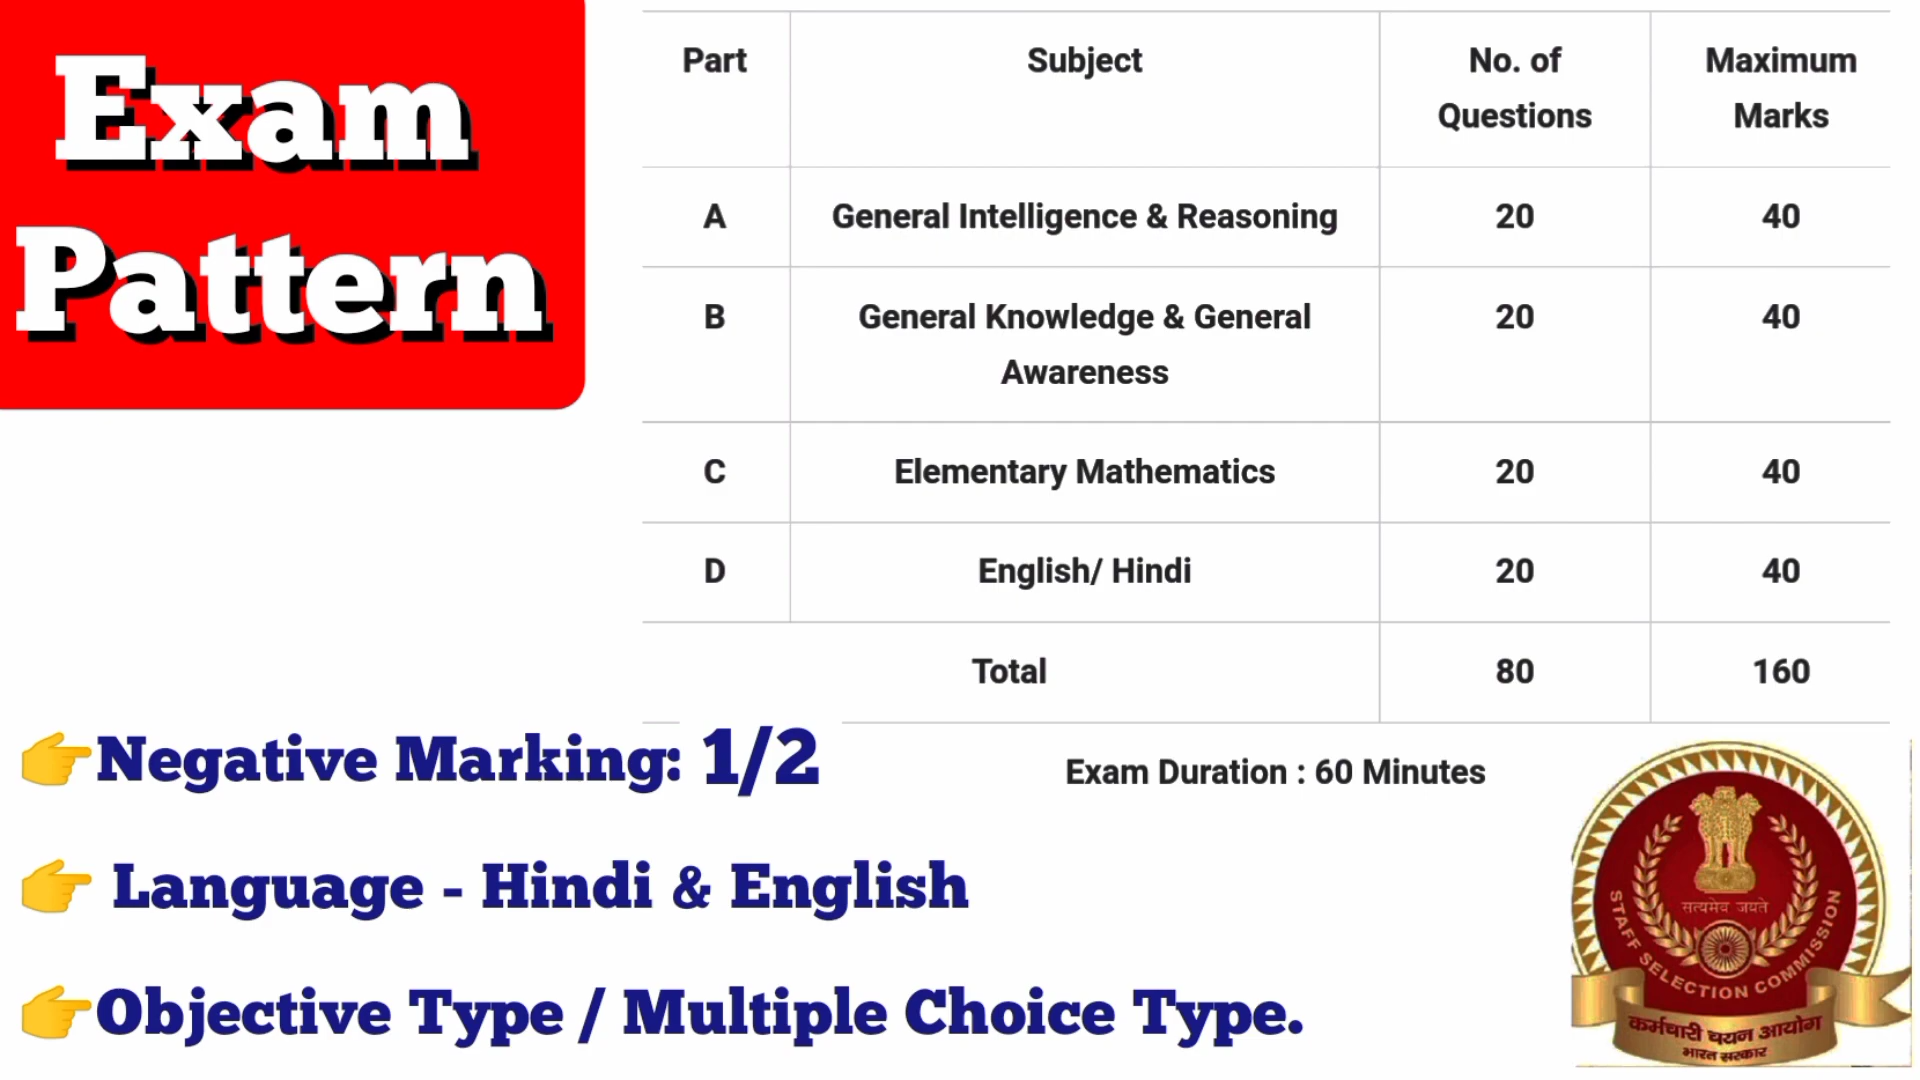 Exam
Pattern
Part Subject No. of Questions Maximum Marks
A General Intelligence & Reasoning 20 40
B General Knowledge & General Awareness 20 40
C Elementary Mathematics 20 40
D English/ Hindi 20 40
Total 80 160
👉Negative Marking: 1/2
Exam Duration : 60 Minutes
👉 Language - Hindi & English
👉Objective Type / Multiple Choice Type.
सत्यमेव जयते
STAFF SELECTION COMMISSION
कर्मचारी चयन आयोग
भारत सरकार